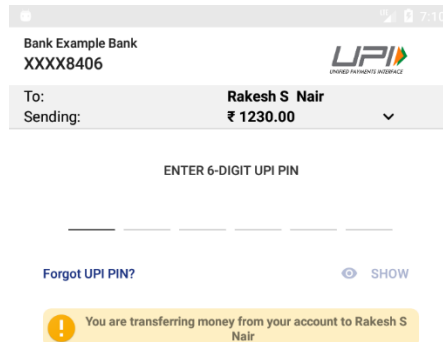 7:10
Bank Example Bank
XXXX8406
UPI
UNIFIED PAYMENTS INTERFACE
To: Rakesh S Nair
Sending: ₹ 1230.00
ENTER 6-DIGIT UPI PIN
Forgot UPI PIN? SHOW
You are transferring money from your account to Rakesh S
Nair